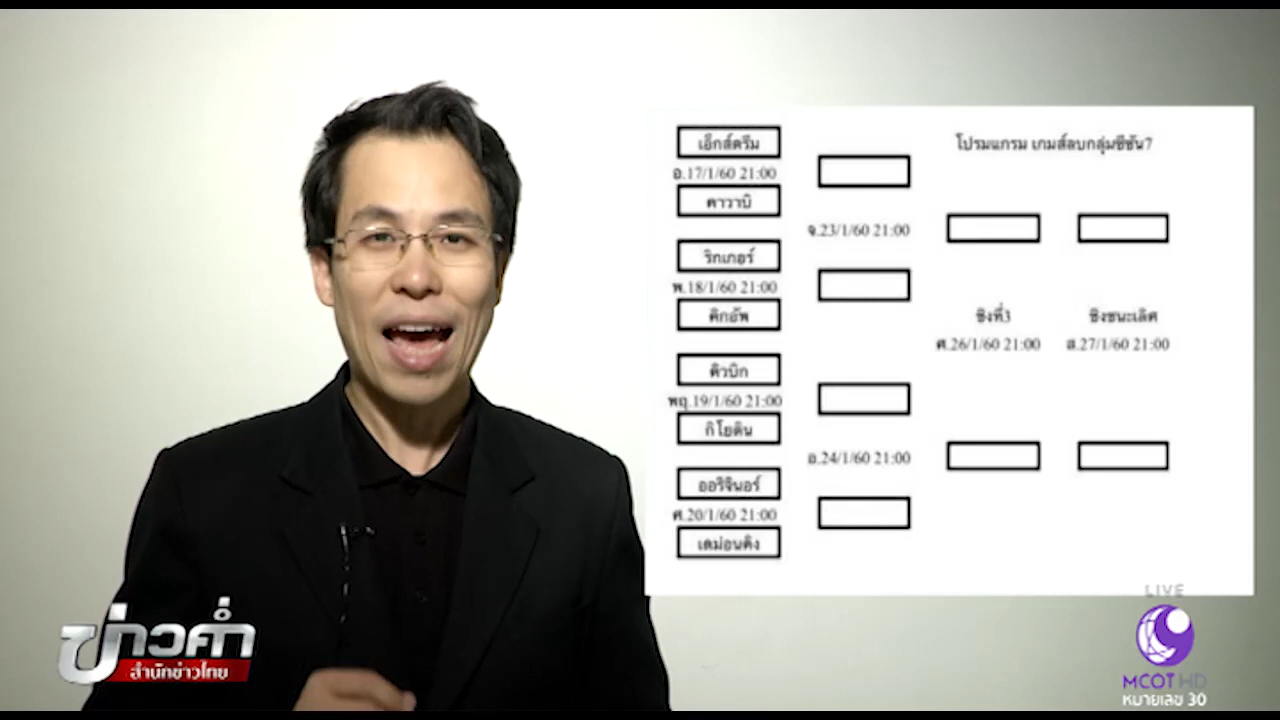 โปรมแกรม เกมส์ลบกลุ่มซีซัน7
เอ็กส์ตรีม
อ.17/1/60 21:00
คาวาบิ
จ.23/1/60 21:00
ริกเกอร์
พ.18/1/60 21:00
คิกอัพ
ชิงที่3
ศ.26/1/60 21:00
ชิงชนะเลิศ
ส.27/1/60 21:00
คิวบิก
พฤ.19/1/60 21:00
กิโยติน
อ.24/1/60 21:00
ออริจินอร์
ศ.20/1/60 21:00
เดม่อนคิง
ข่าวค่ำ
สำนักข่าวไทย
LIVE
MCOT HD
หมายเลข 30